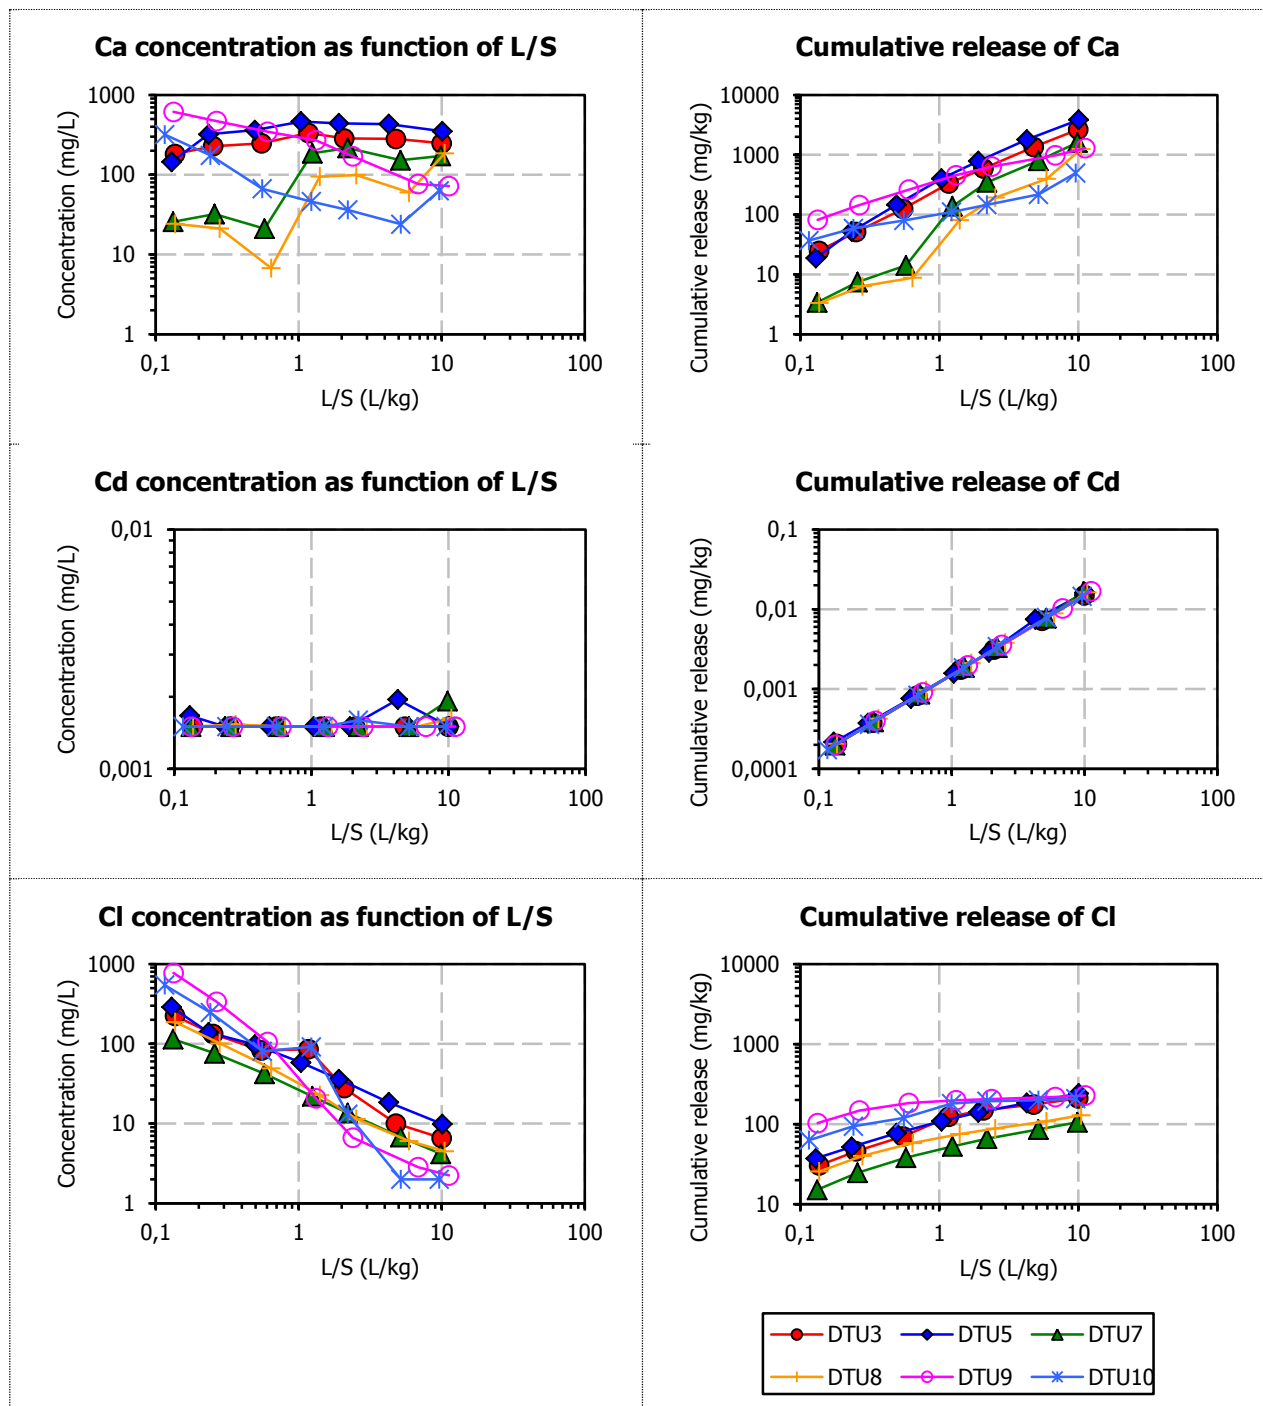 Ca concentration as function of L/S
Concentration (mg/L)
1000
100
10
1
0,1
1
10
100
L/S (L/kg)
Cumulative release of Ca
Cumulative release (mg/kg)
10000
1000
100
10
1
0,1
1
10
100
L/S (L/kg)
Cd concentration as function of L/S
Concentration (mg/L)
0,01
0,001
0,1
1
10
100
L/S (L/kg)
Cumulative release of Cd
Cumulative release (mg/kg)
0,1
0,01
0,001
0,0001
0,1
1
10
100
L/S (L/kg)
Cl concentration as function of L/S
Concentration (mg/L)
1000
100
10
1
0,1
1
10
100
L/S (L/kg)
Cumulative release of Cl
Cumulative release (mg/kg)
10000
1000
100
10
0,1
1
10
100
L/S (L/kg)
DTU3 DTU5 DTU7
DTU8 DTU9 DTU10